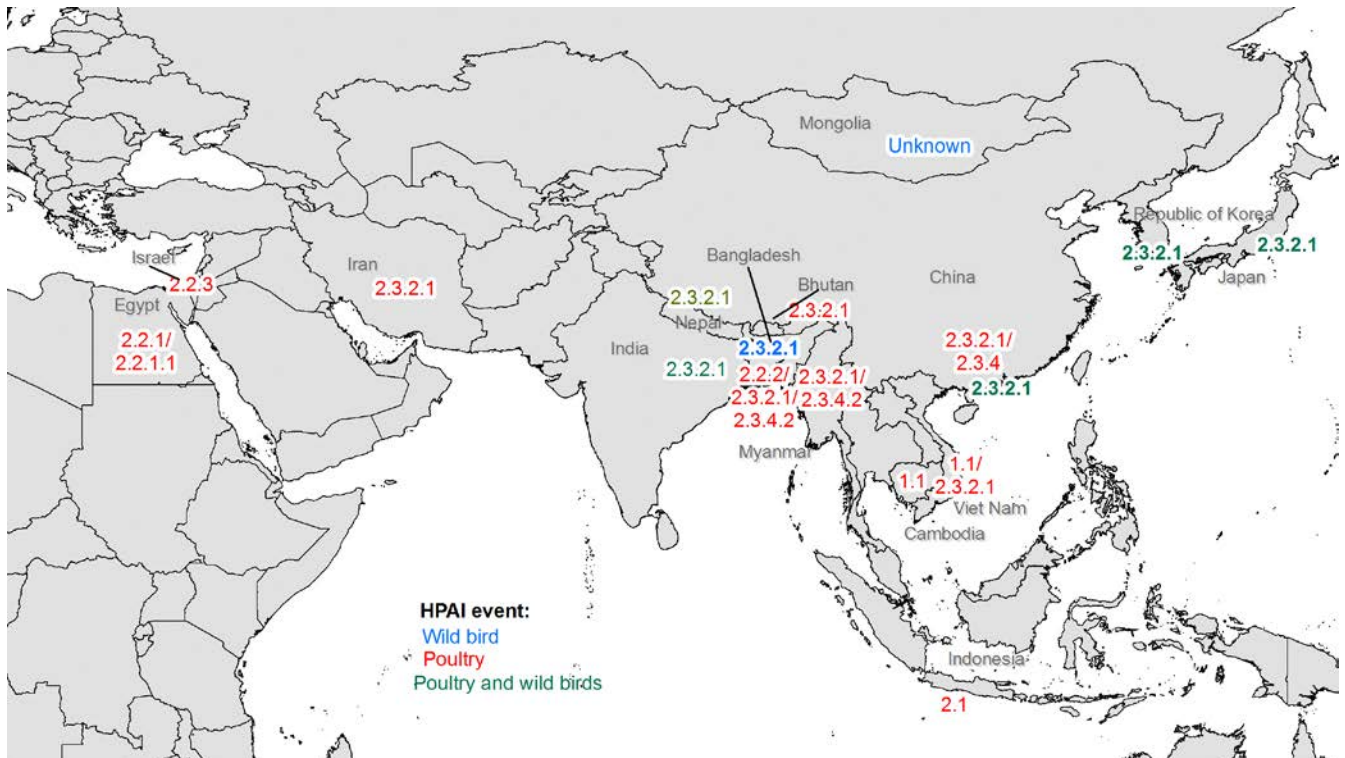 Mongolia
Unknown
Republic of Korea
2.3.2.1
2.3.2.1
Japan
Israel
2.2.3
Egypt
2.2.1/
2.2.1.1
Iran
2.3.2.1
Bangladesh
China
Bhutan
2.3.2.1
2.3.2.1
Nepal
India
2.3.2.1
2.3.2.1
2.2.2/
2.3.2.1/
2.3.4.2
2.3.2.1/
2.3.4.2
Myanmar
2.3.2.1/
2.3.4
2.3.2.1
1.1
1.1/
2.3.2.1
Viet Nam
Cambodia
HPAI event:
Wild bird
Poultry
Poultry and wild birds
Indonesia
2.1